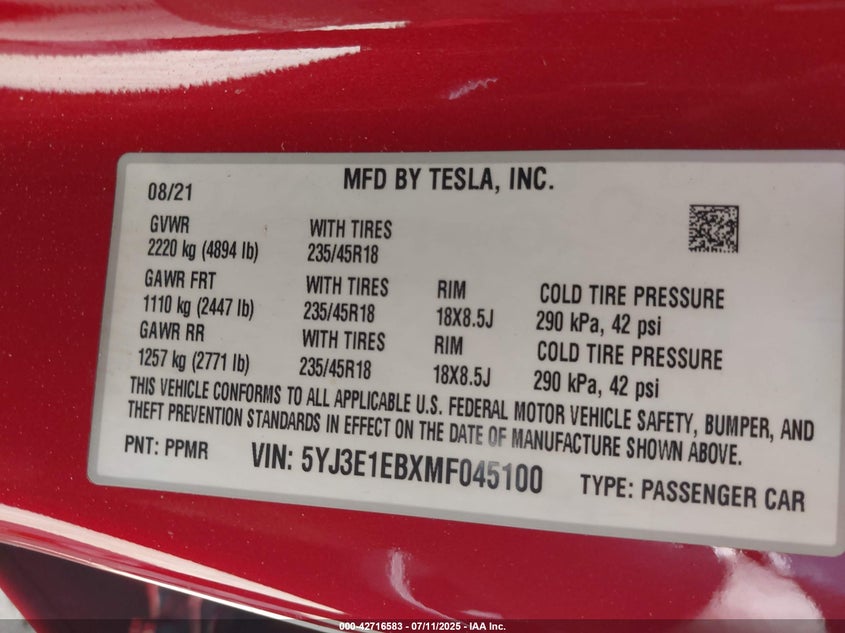 MFD BY TESLA, INC.
08/21
GVWR WITH TIRES
2220 kg (4894 lb) 235/45R18
GAWR FRT WITH TIRES RIM COLD TIRE PRESSURE
1110 kg (2447 lb) 235/45R18 18X8.5J 290 kPa, 42 psi
GAWR RR WITH TIRES RIM COLD TIRE PRESSURE
1257 kg (2771 lb) 235/45R18 18X8.5J 290 kPa, 42 psi
THIS VEHICLE CONFORMS TO ALL APPLICABLE U.S. FEDERAL MOTOR VEHICLE SAFETY, BUMPER, AND
THEFT PREVENTION STANDARDS IN EFFECT ON THE DATE OF MANUFACTURE SHOWN ABOVE.
PNT: PPMR VIN: 5YJ3E1EBXMF045100 TYPE: PASSENGER CAR
000-42716583 - 07/11/2025 - IAA Inc.